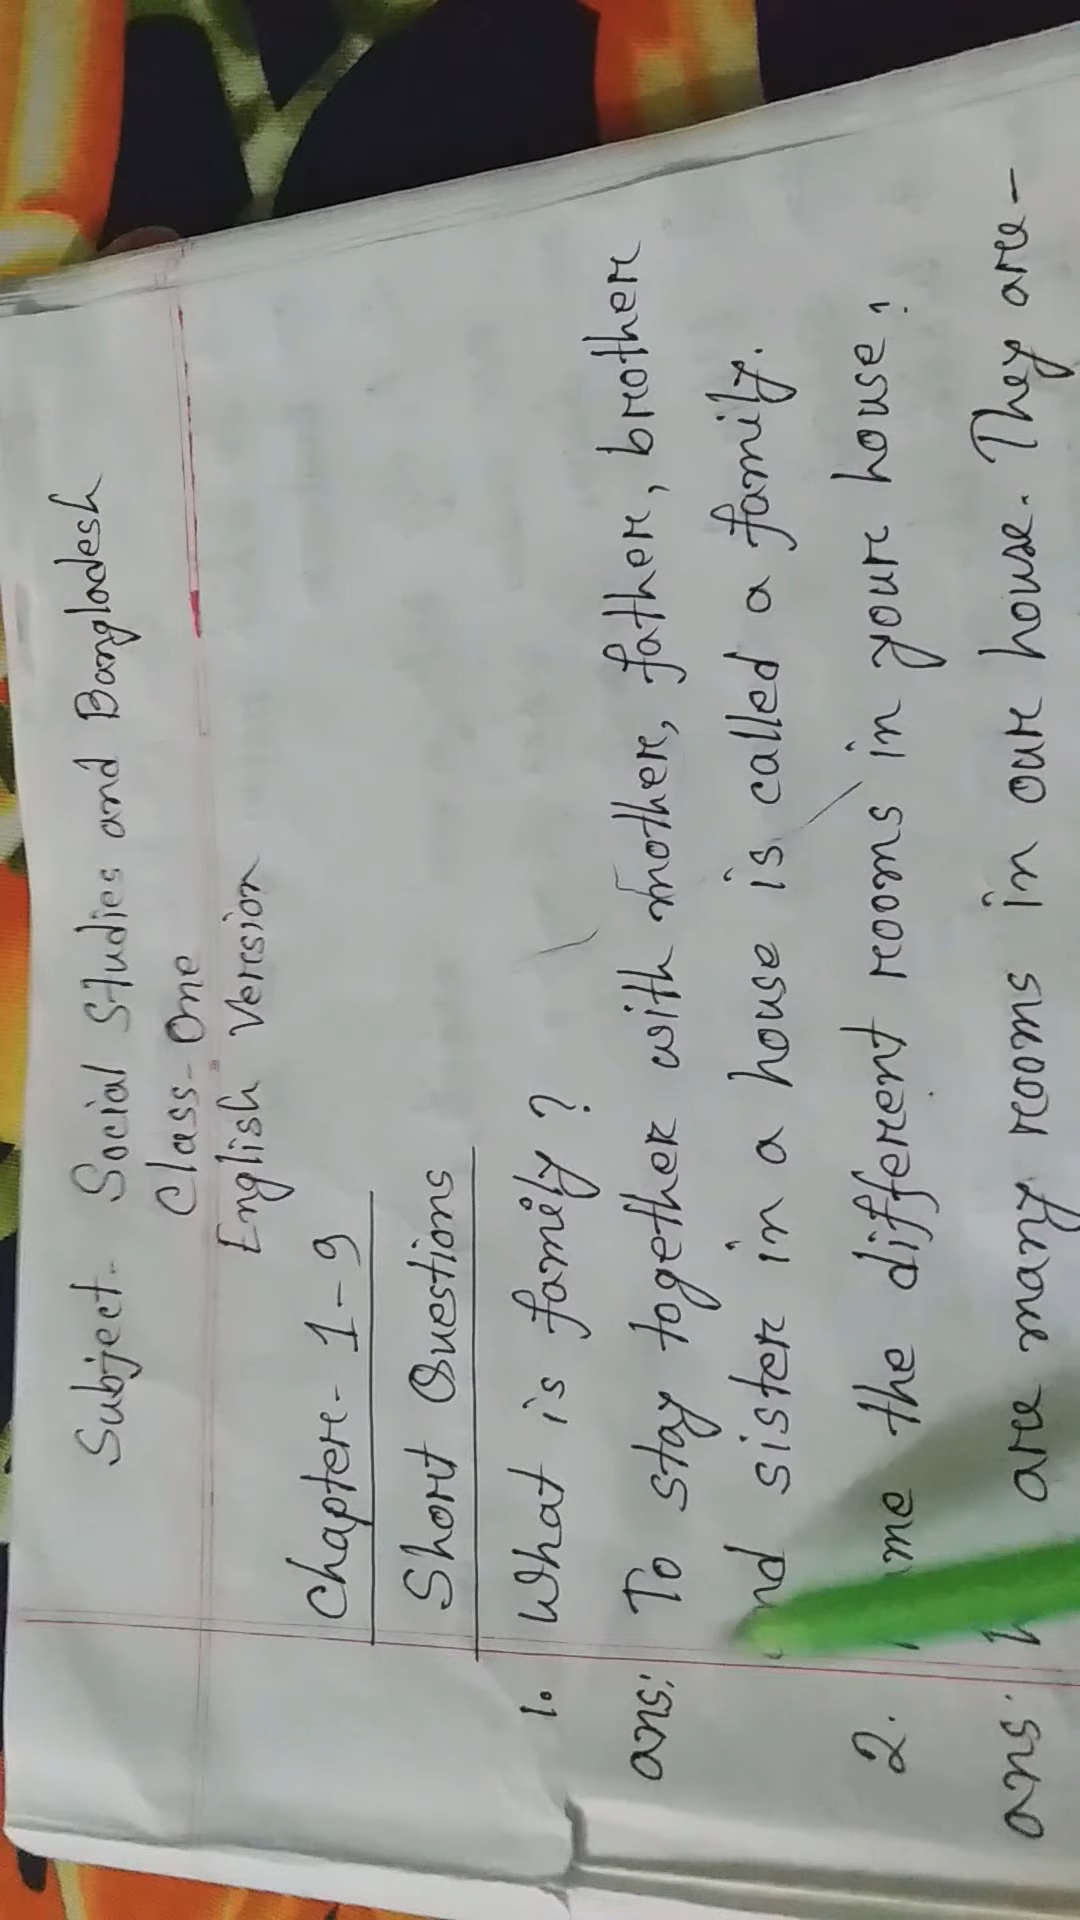 Subject- Social Studies and Bangladesh
Class-One
English Version
Chapter- 1-9
Short Questions
1. What is family?
ans: To stay together with mother, father, brother
and sister in a house is called a family.
2. the different rooms in your house?
ans. are many rooms in our house. They are-